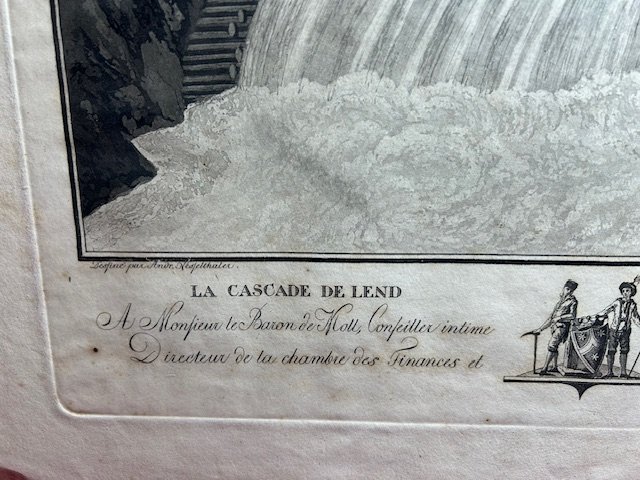 Dessiné par Andr. Nesselthaler.
LA CASCADE DE LEND
A Monsieur le Baron de Moll, Conseiller intime
Directeur de la chambre des Finances et